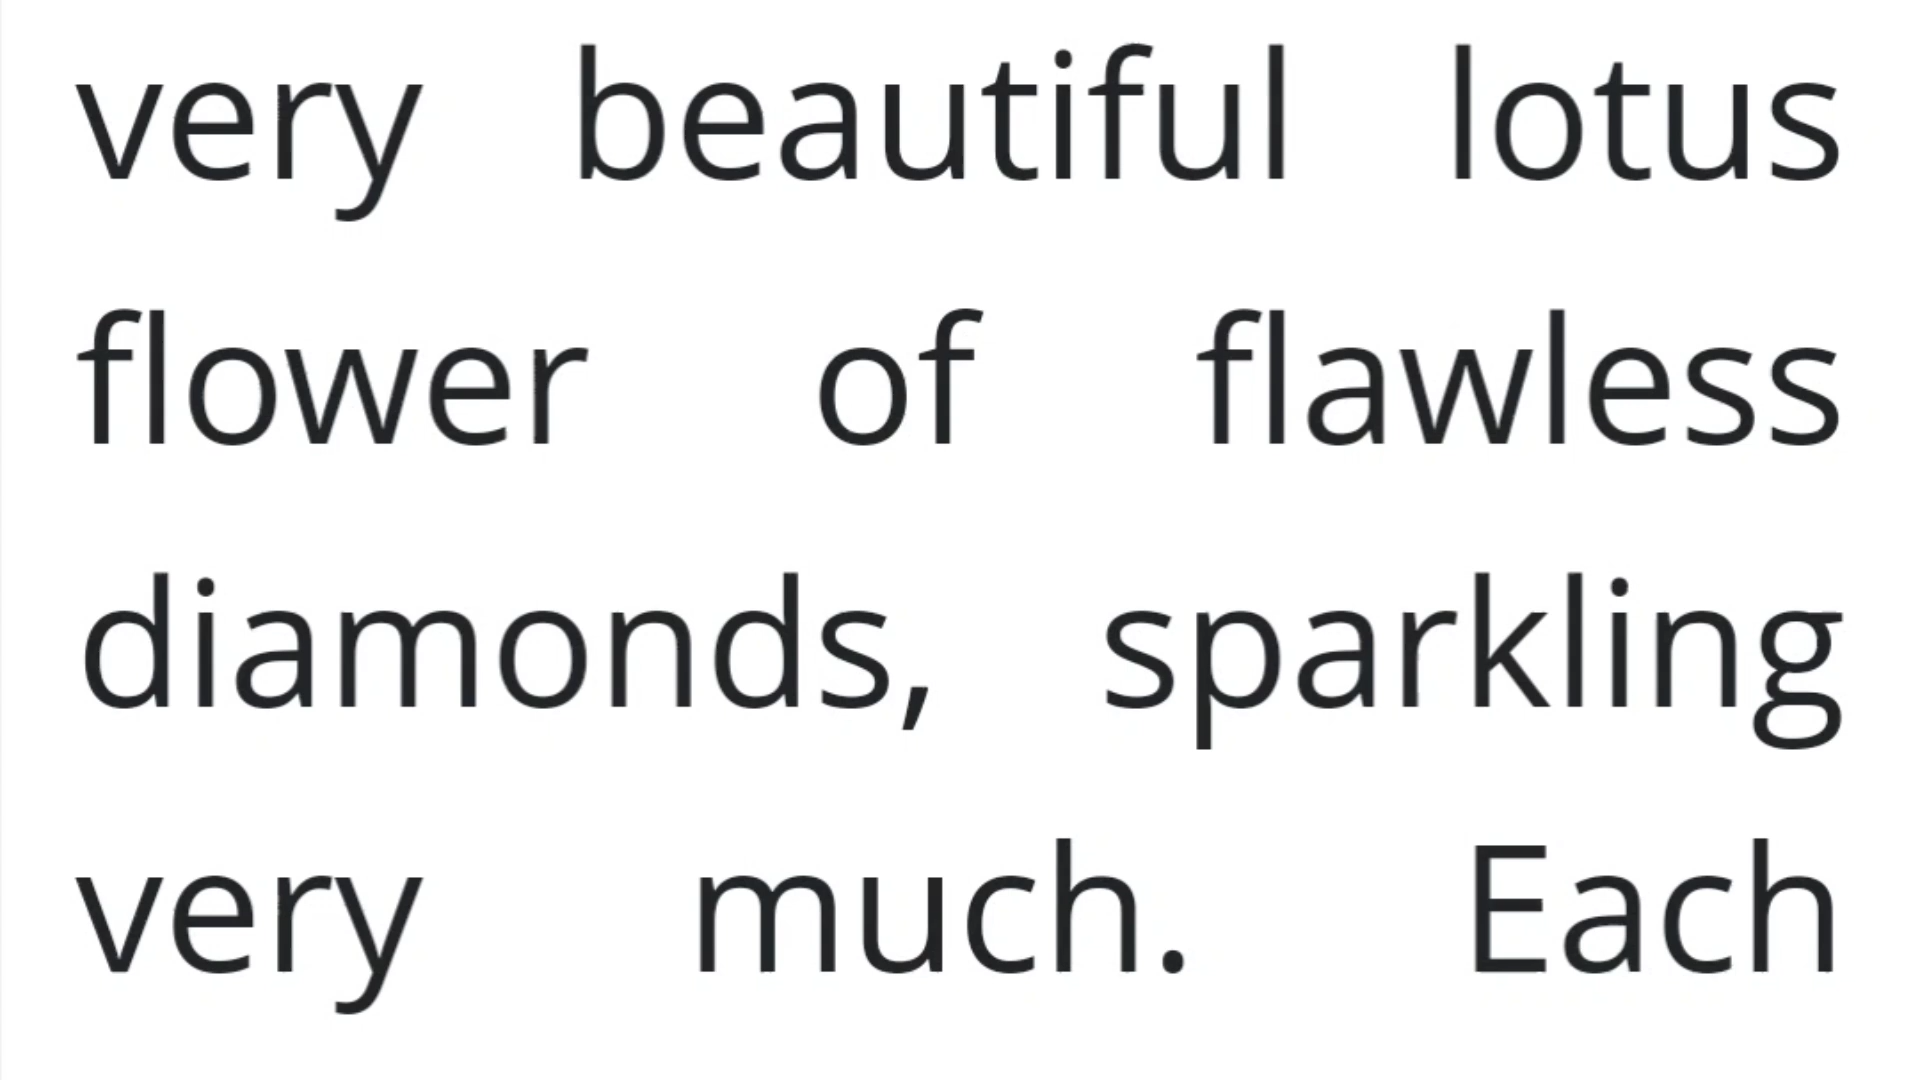 very beautiful lotus
flower of flawless
diamonds, sparkling
very much. Each